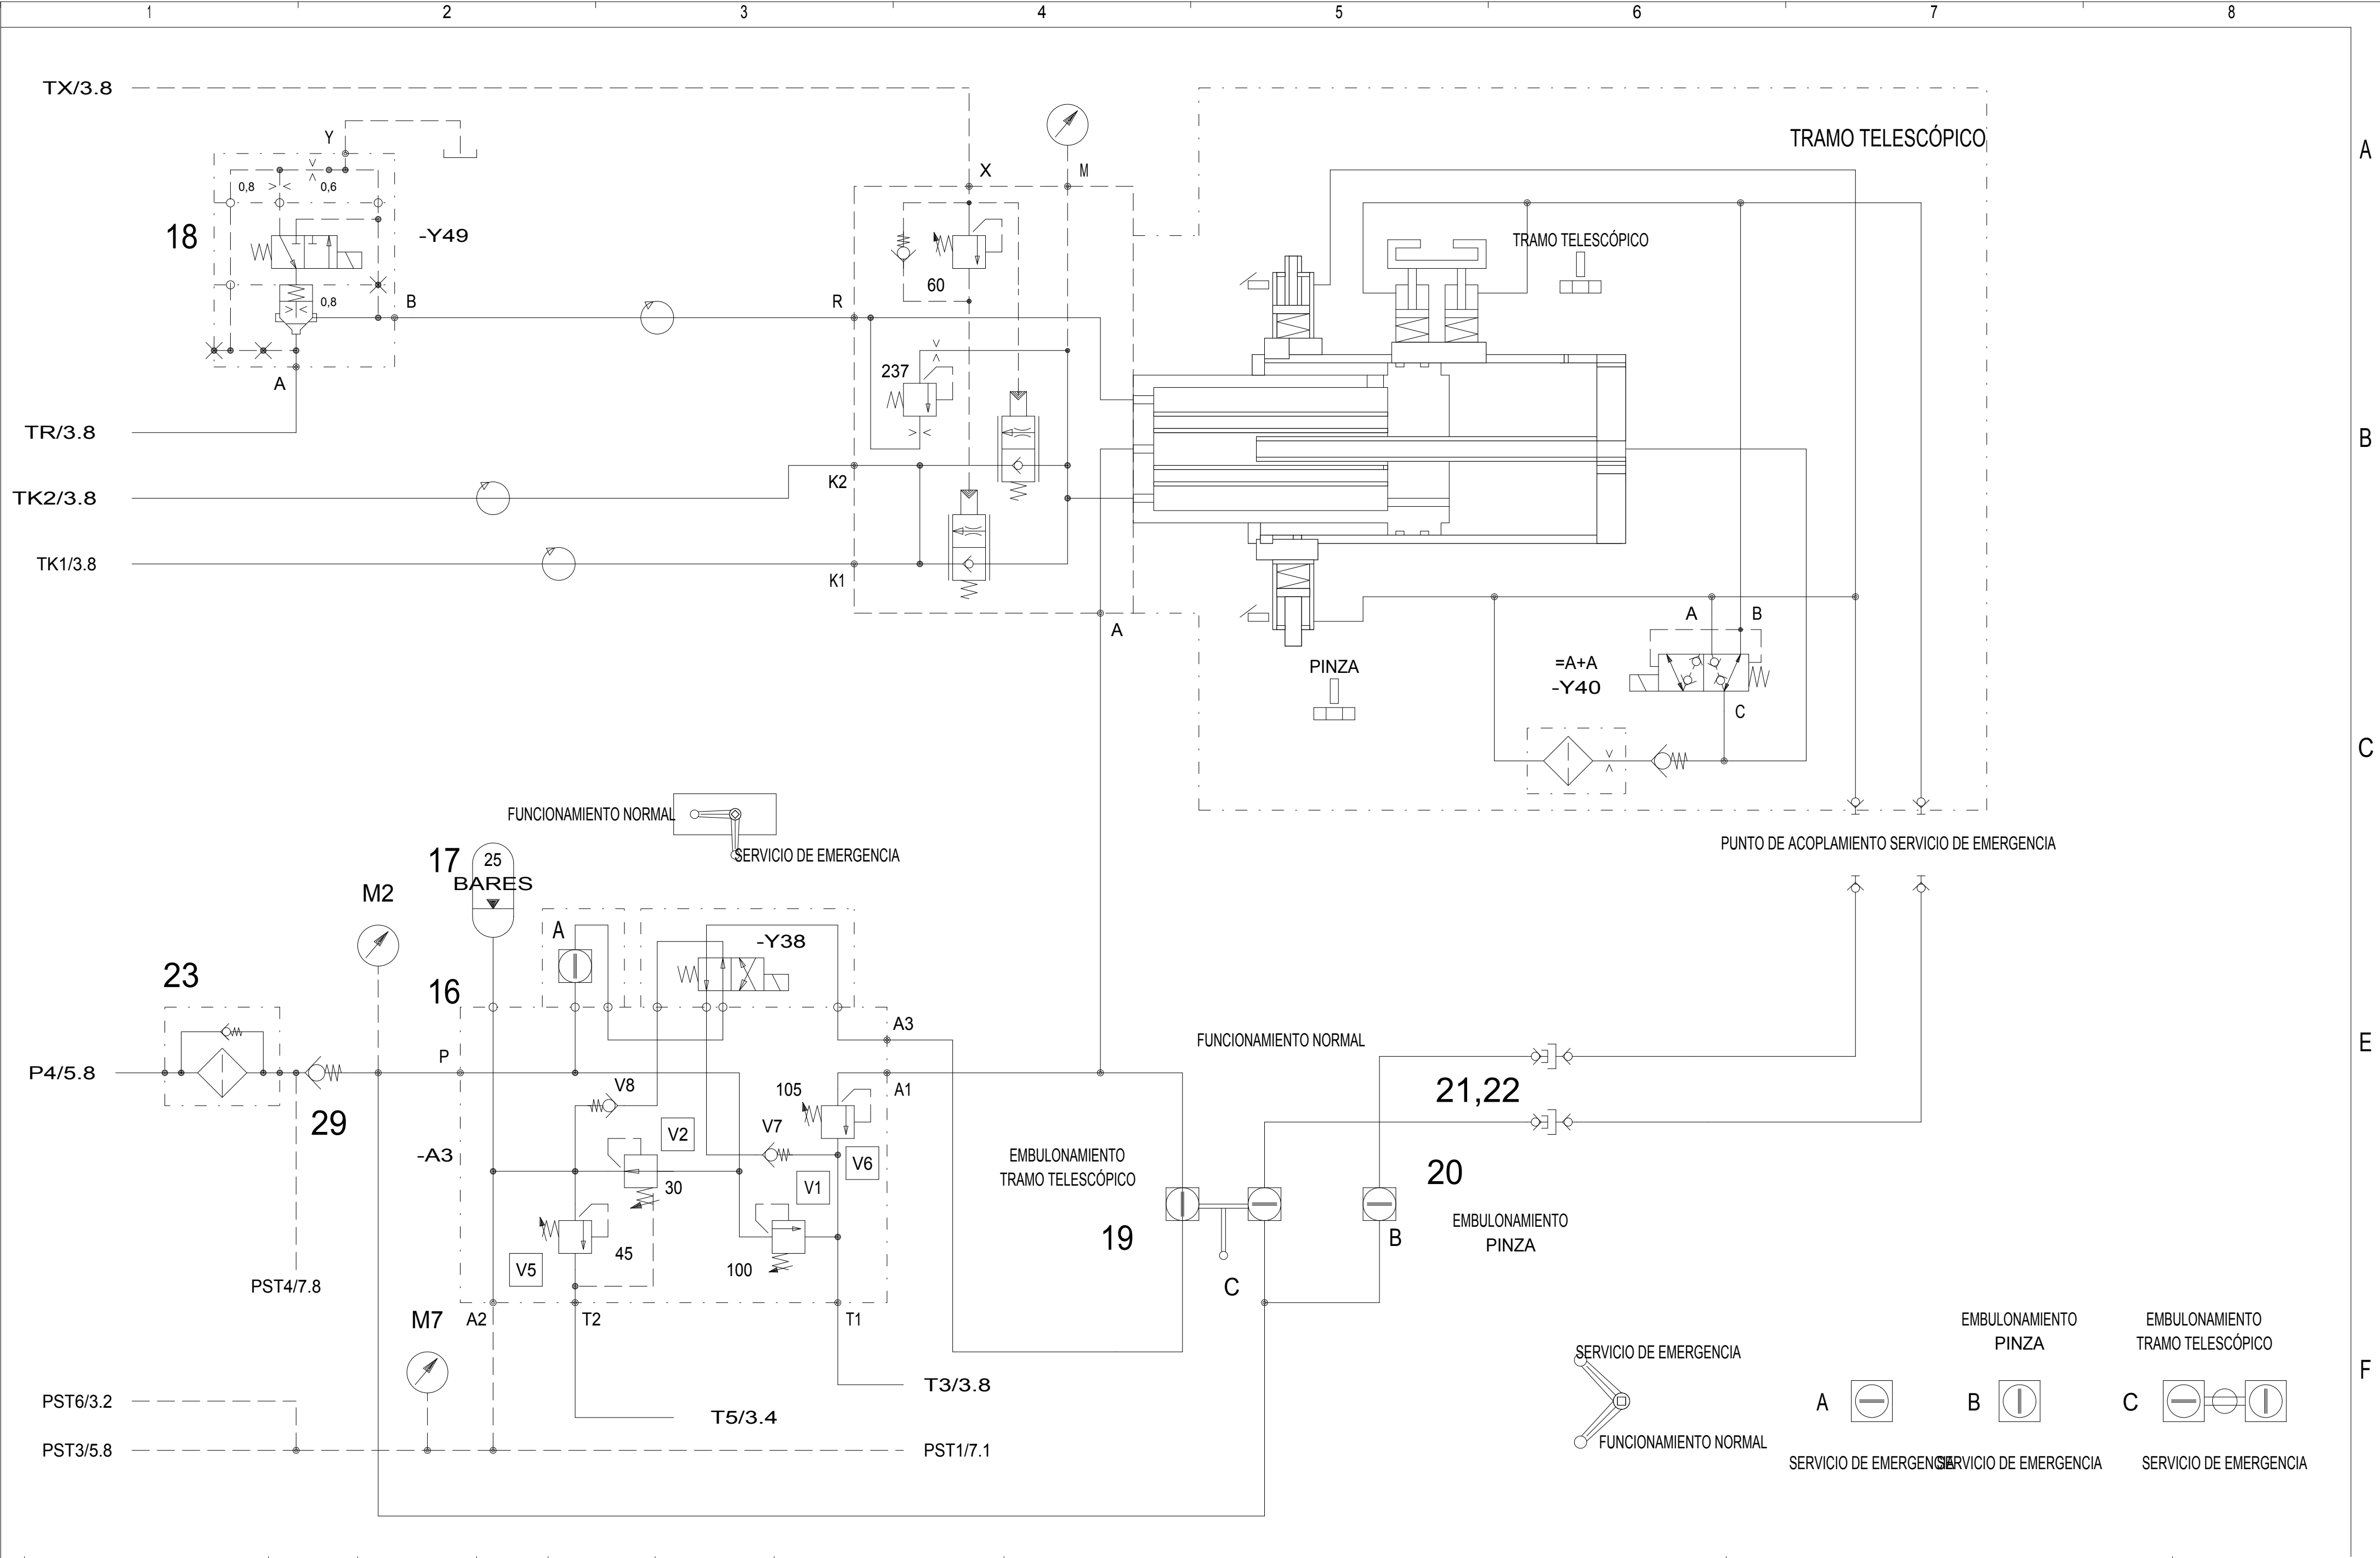 1 2 3 4 5 6 7 8
TX/3.8
TRAMO TELESCÓPICO
A
Y
0,8
0,6
X
M
18
-Y49
TRAMO TELESCÓPICO
60
0,8
B
R
237
A
TR/3.8
B
K2
TK2/3.8
TK1/3.8
K1
A
A
B
PINZA
=A+A
-Y40
C
C
FUNCIONAMIENTO NORMAL
SERVICIO DE EMERGENCIA
PUNTO DE ACOPLAMIENTO SERVICIO DE EMERGENCIA
17
25
BARES
M2
A
-Y38
23
16
A3
FUNCIONAMIENTO NORMAL
E
P
P4/5.8
V8
105
A1
21,22
29
V2
V7
-A3
V6
EMBULONAMIENTO
TRAMO TELESCÓPICO
20
30
V1
19
EMBULONAMIENTO
PINZA
B
45
V5
100
C
PST4/7.8
M7
A2
T2
T1
EMBULONAMIENTO
PINZA
EMBULONAMIENTO
TRAMO TELESCÓPICO
SERVICIO DE EMERGENCIA
F
T3/3.8
PST6/3.2
A
B
C
T5/3.4
FUNCIONAMIENTO NORMAL
PST3/5.8
PST1/7.1
SERVICIO DE EMERGENCIA
SERVICIO DE EMERGENCIA
SERVICIO DE EMERGENCIA